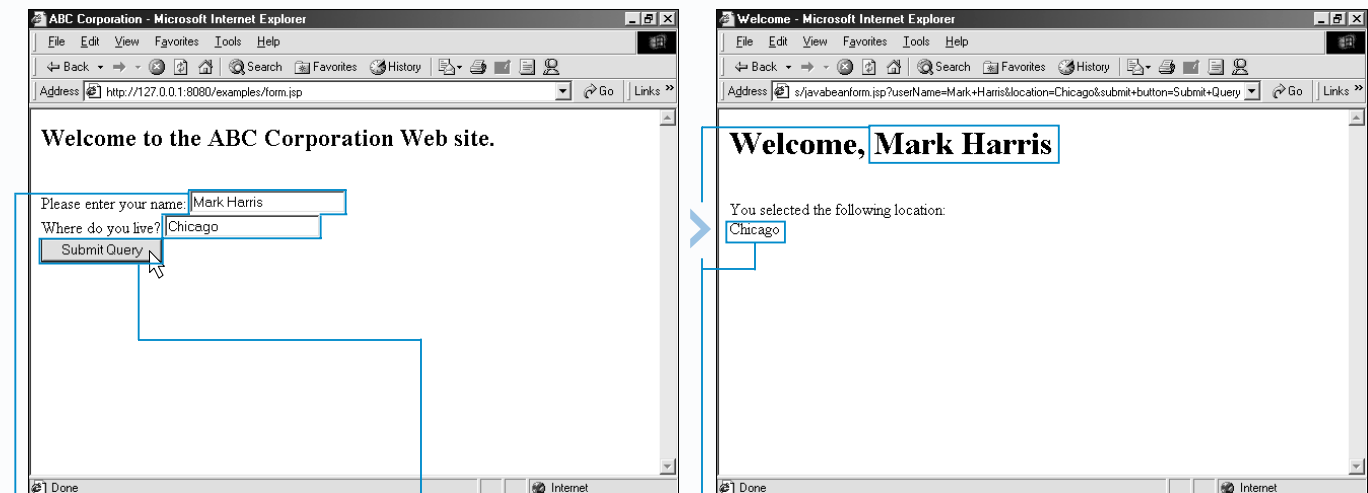 ABC Corporation - Microsoft Internet Explorer
File Edit View Favorites Tools Help
Back Search Favorites History
Address http://127.0.0.1:8080/examples/form.jsp Go Links »
Welcome to the ABC Corporation Web site.
Please enter your name: Mark Harris
Where do you live? Chicago
Submit Query
Done Internet
Welcome - Microsoft Internet Explorer
File Edit View Favorites Tools Help
Back Search Favorites History
Address s/javabeanform.jsp?userName=Mark+Harris&location=Chicago&submit+button=Submit+Query Go Links »
Welcome, Mark Harris
You selected the following location:
Chicago
Done Internet